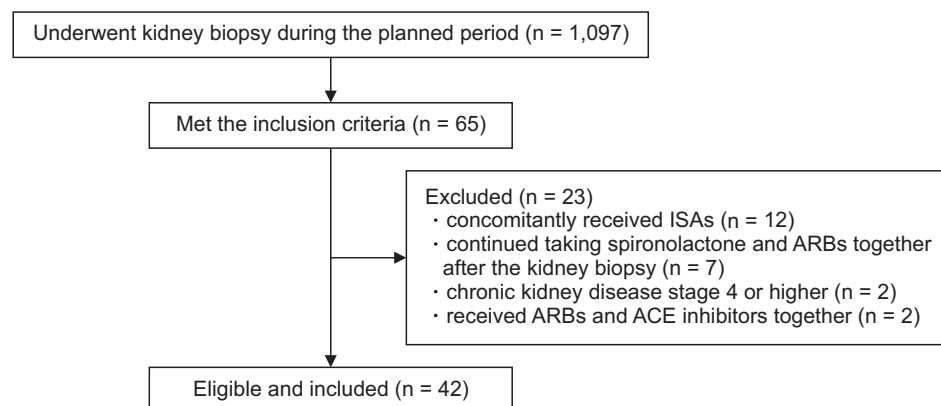 Underwent kidney biopsy during the planned period (n = 1,097)
Met the inclusion criteria (n = 65)
Excluded (n = 23)
· concomitantly received ISAs (n = 12)
· continued taking spironolactone and ARBs together
after the kidney biopsy (n = 7)
· chronic kidney disease stage 4 or higher (n = 2)
· received ARBs and ACE inhibitors together (n = 2)
Eligible and included (n = 42)